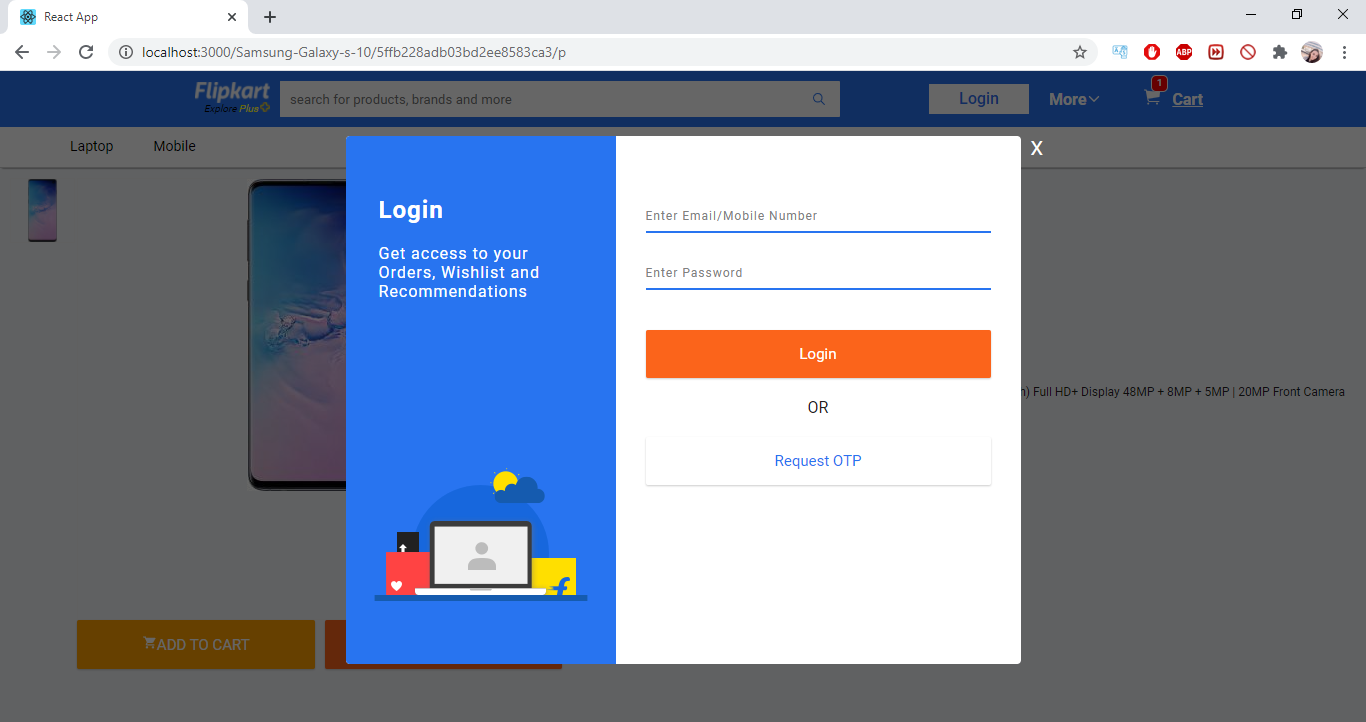 React App
localhost:3000/Samsung-Galaxy-s-10/5ffb228adb03bd2ee8583ca3/p
ABP
Flipkart
Explore Plus
search for products, brands and more
Login
More
1
Cart
Laptop
Mobile
X
Login
Get access to your
Orders, Wishlist and
Recommendations
Enter Email/Mobile Number
Enter Password
Login
OR
Request OTP
) Full HD+ Display 48MP + 8MP + 5MP | 20MP Front Camera
f
ADD TO CART